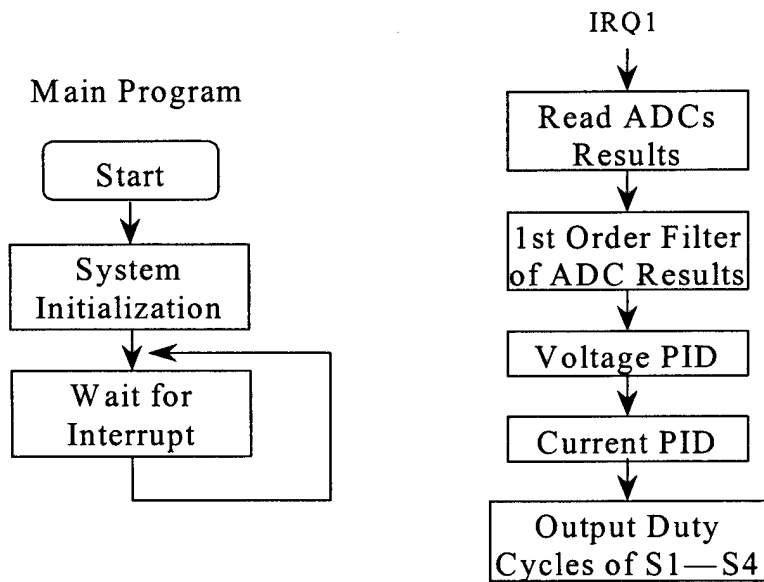 Main Program
Start
System
Initialization
Wait for
Interrupt
IRQ1
Read ADCs
Results
1st Order Filter
of ADC Results
Voltage PID
Current PID
Output Duty
Cycles of S1—S4